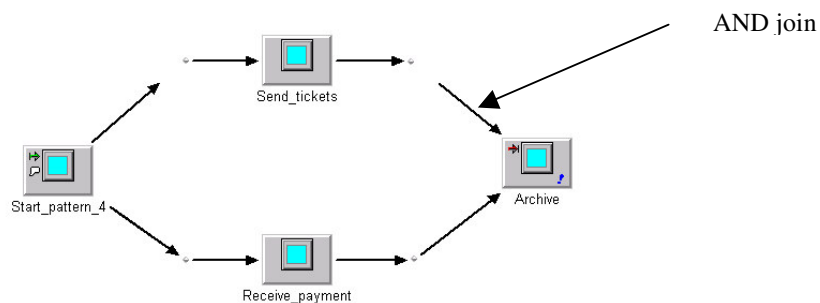 AND join
Send_tickets
Start_pattern_4
Archive
Receive_payment